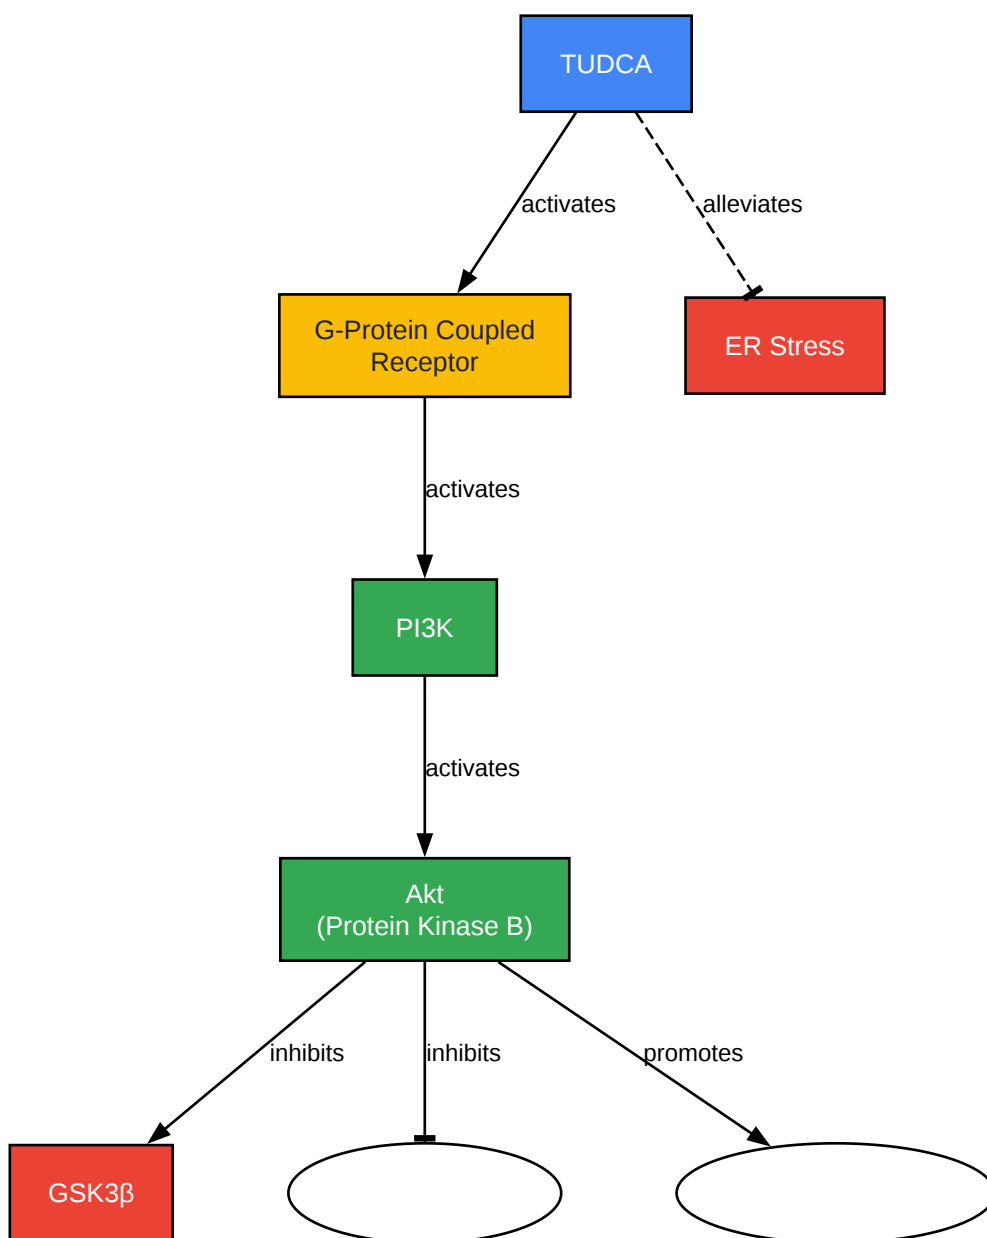 TUDCA
activates
alleviates
G-Protein Coupled
Receptor
ER Stress
activates
PI3K
activates
Akt
(Protein Kinase B)
inhibits
inhibits
promotes
GSK3β